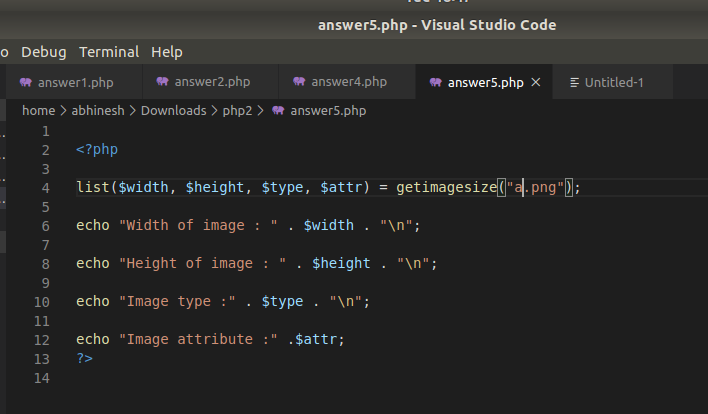 answer5.php - Visual Studio Code
o Debug Terminal Help
answer1.php answer2.php answer4.php answer5.php × Untitled-1
home > abhinesh > Downloads > php2 > answer5.php
1
2 <?php
3
4 list($width, $height, $type, $attr) = getimagesize("a.png");
5
6 echo "Width of image : " . $width . "\n";
7
8 echo "Height of image : " . $height . "\n";
9
10 echo "Image type :" . $type . "\n";
11
12 echo "Image attribute :" .$attr;
13 ?>
14